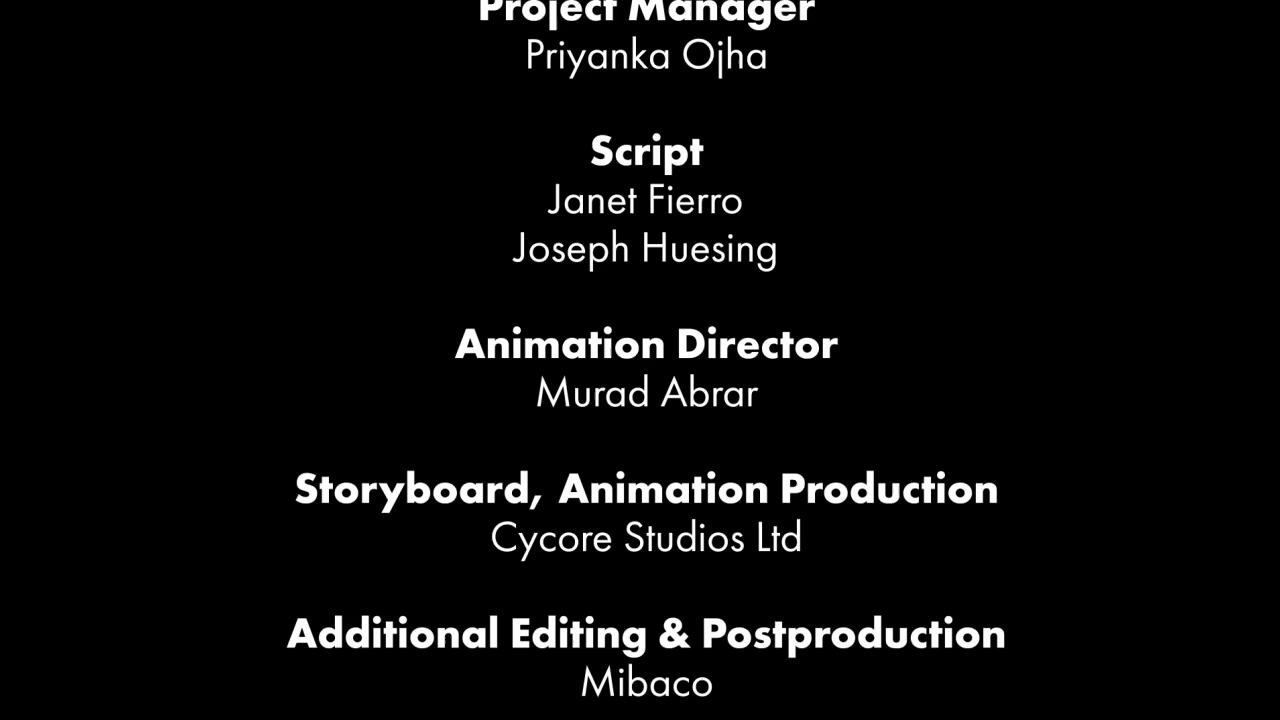 Project Manager
Priyanka Ojha
Script
Janet Fierro
Joseph Huesing
Animation Director
Murad Abrar
Storyboard, Animation Production
Cycore Studios Ltd
Additional Editing & Postproduction
Mibaco